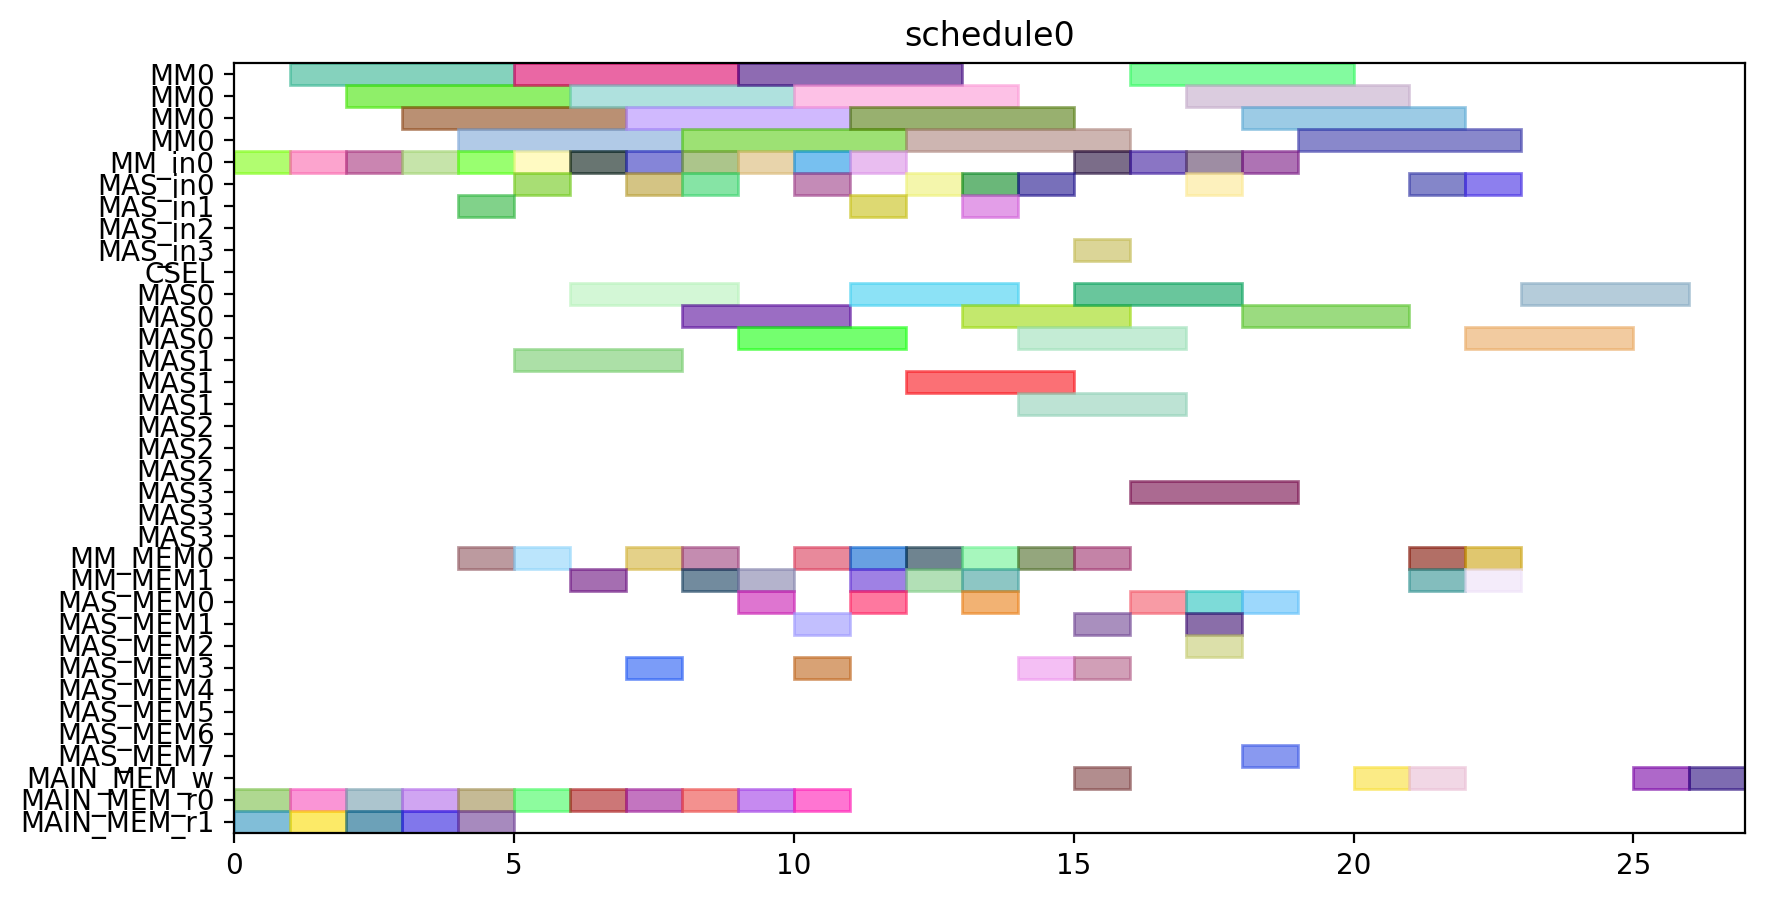 schedule0
MM0
MM0
MM0
MM0
MM_in0
MAS_in0
MAS_in1
MAS_in2
MAS_in3
CSEL
MAS0
MAS0
MAS0
MAS1
MAS1
MAS1
MAS2
MAS2
MAS2
MAS3
MAS3
MAS3
MM_MEM0
MM_MEM1
MAS_MEM0
MAS_MEM1
MAS_MEM2
MAS_MEM3
MAS_MEM4
MAS_MEM5
MAS_MEM6
MAS_MEM7
MAIN_MEM_w
MAIN_MEM_r0
MAIN_MEM_r1
0 5 10 15 20 25